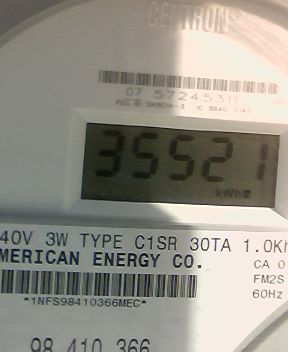 CENTRON
07 57245311
35521
kWh
40V 3W TYPE C1SR 30TA 1.0Kh
MERICAN ENERGY CO.
CA 0
FM2S
60Hz
*1NFS98410366MEC*
98 410 366